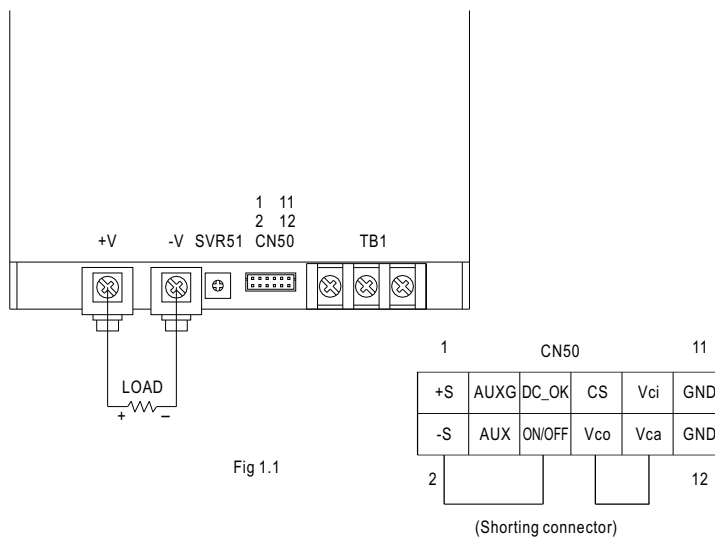 1 11
2 12
+V -V SVR51 CN50 TB1
LOAD
+ −
Fig 1.1
1 CN50 11
+S AUXG DC_OK CS Vci GND
-S AUX ON/OFF Vco Vca GND
2 12
(Shorting connector)